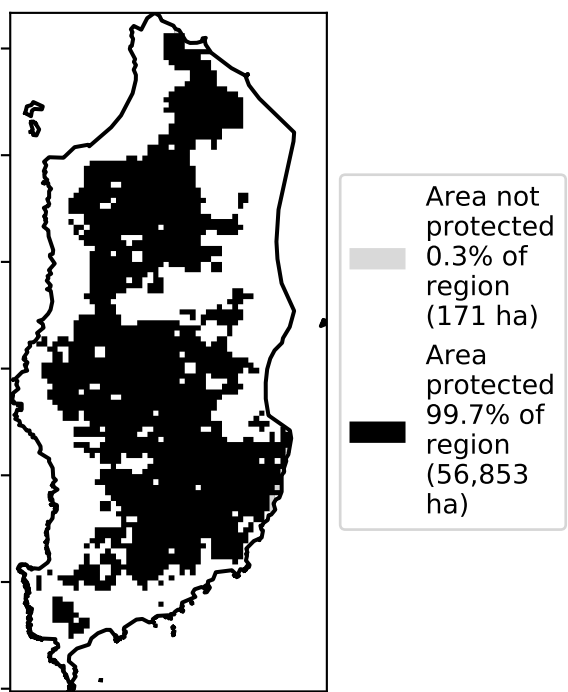 Area not
protected
0.3% of
region
(171 ha)
Area
protected
99.7% of
region
(56,853
ha)